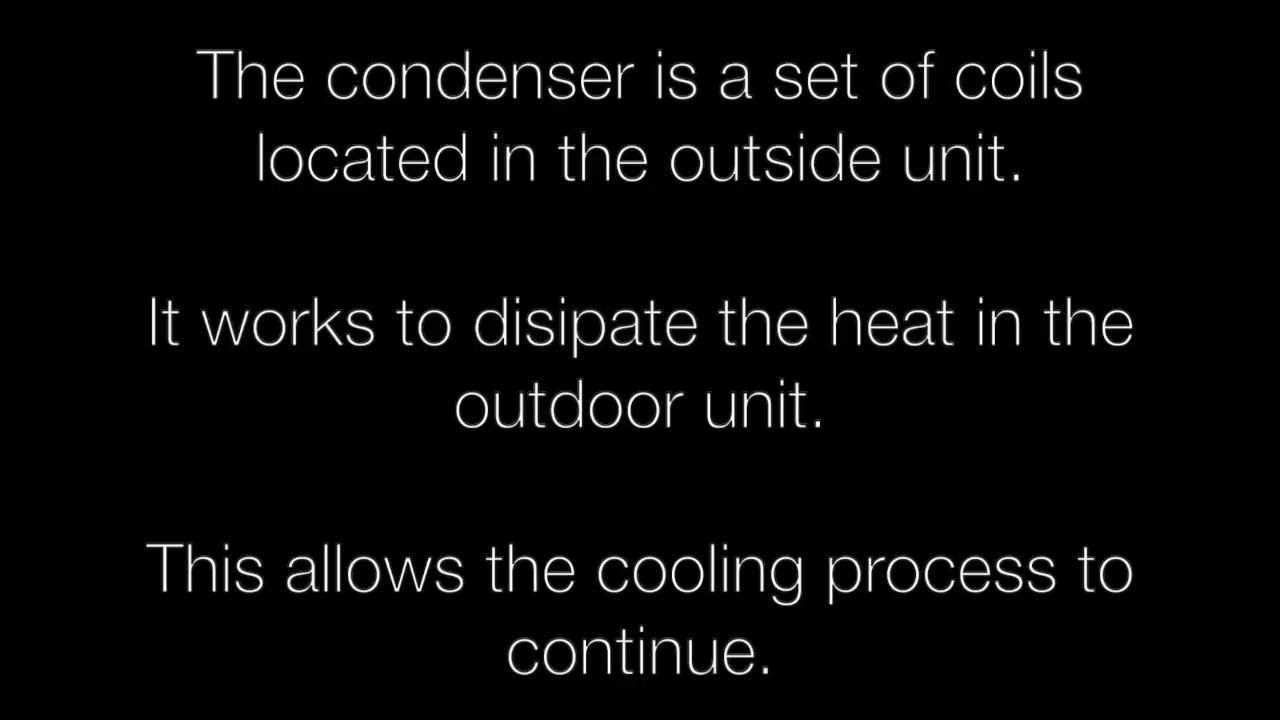 The condenser is a set of coils
located in the outside unit.
It works to disipate the heat in the
outdoor unit.
This allows the cooling process to
continue.